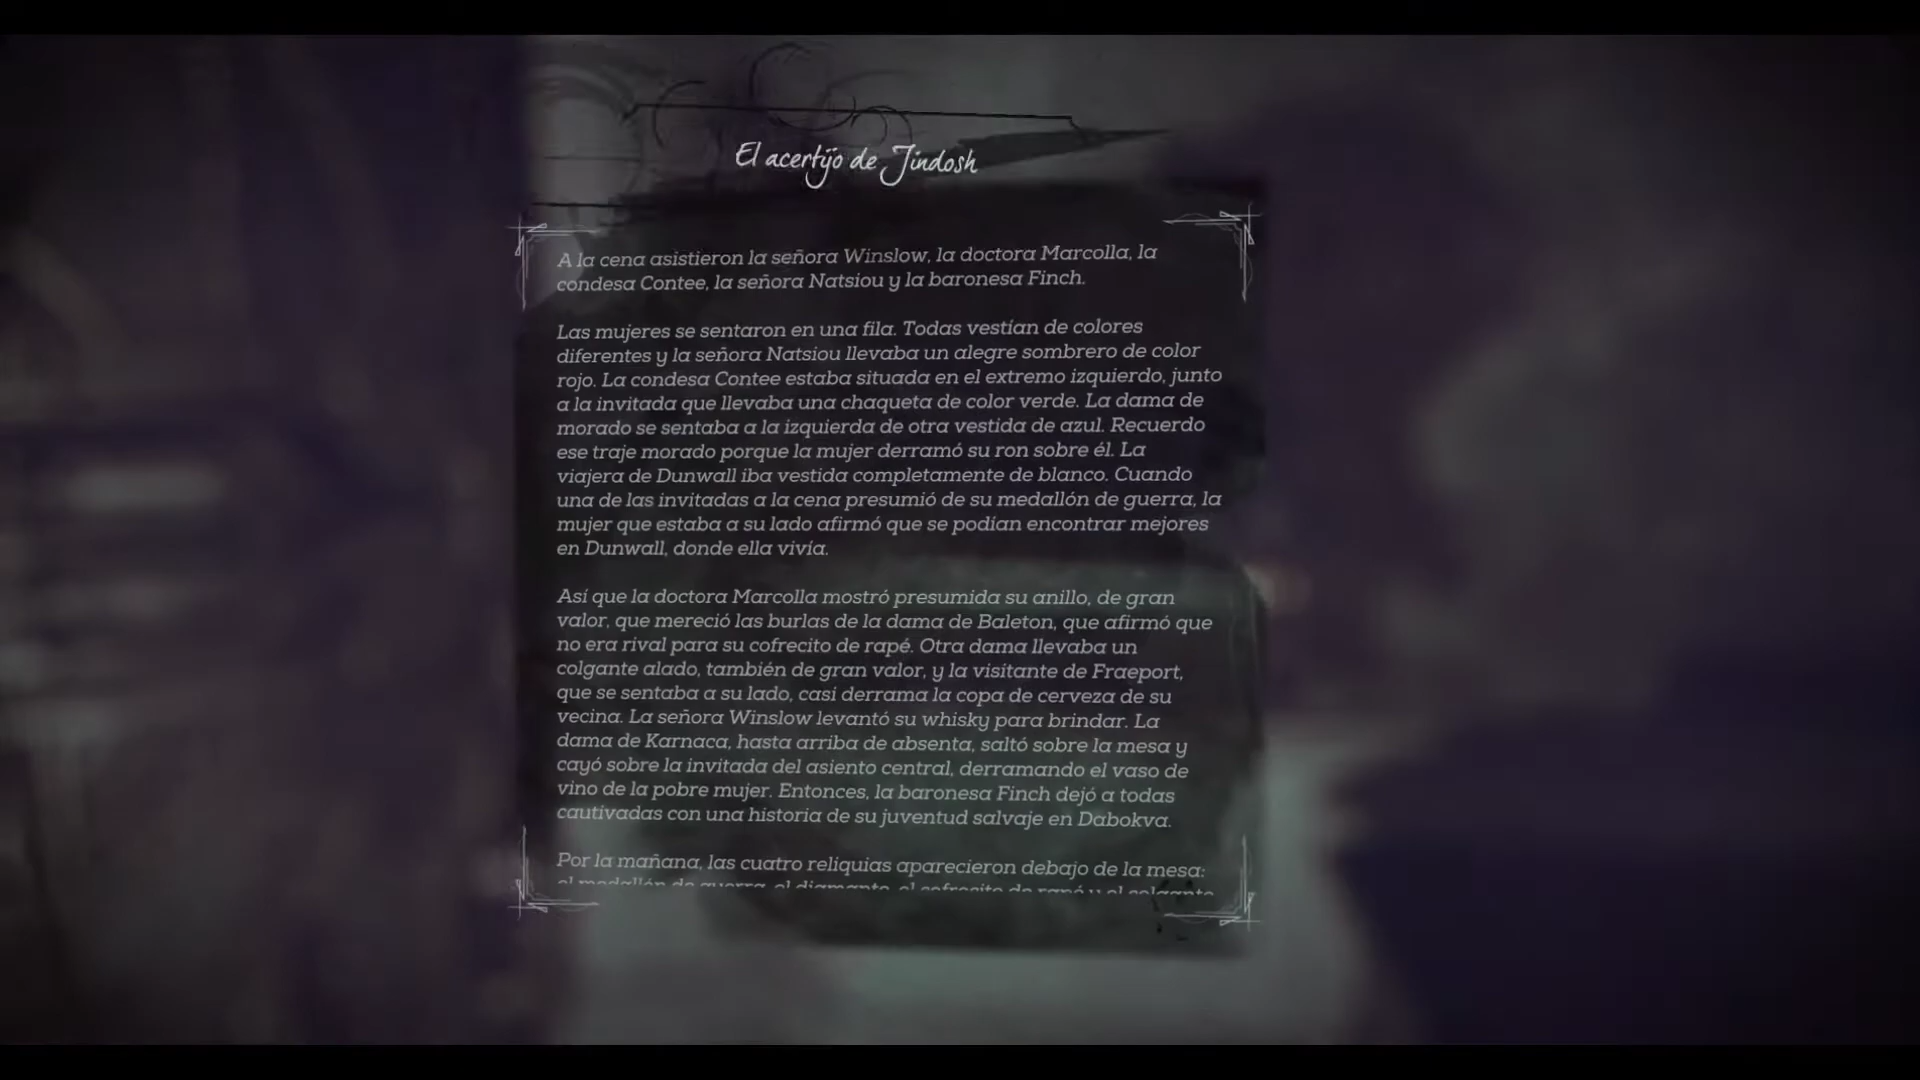 El acertijo de Jindosh
A la cena asistieron la señora Winslow, la doctora Marcolla, la
condesa Contee, la señora Natsiou y la baronesa Finch.
Las mujeres se sentaron en una fila. Todas vestían de colores
diferentes y la señora Natsiou llevaba un alegre sombrero de color
rojo. La condesa Contee estaba situada en el extremo izquierdo, junto
a la invitada que llevaba una chaqueta de color verde. La dama de
morado se sentaba a la izquierda de otra vestida de azul. Recuerdo
ese traje morado porque la mujer derramó su ron sobre él. La
viajera de Dunwall iba vestida completamente de blanco. Cuando
una de las invitadas a la cena presumió de su medallón de guerra, la
mujer que estaba a su lado afirmó que se podían encontrar mejores
en Dunwall, donde ella vivía.
Así que la doctora Marcolla mostró presumida su anillo, de gran
valor, que mereció las burlas de la dama de Baleton, que afirmó que
no era rival para su cofrecito de rapé. Otra dama llevaba un
colgante alado, también de gran valor, y la visitante de Fraeport,
que se sentaba a su lado, casi derrama la copa de cerveza de su
vecina. La señora Winslow levantó su whisky para brindar. La
dama de Karnaca, hasta arriba de absenta, saltó sobre la mesa y
cayó sobre la invitada del asiento central, derramando el vaso de
vino de la pobre mujer. Entonces, la baronesa Finch dejó a todas
cautivadas con una historia de su juventud salvaje en Dabokva.
Por la mañana, las cuatro reliquias aparecieron debajo de la mesa:
el medallón de guerra, el diamante, el cofrecito de rapé y el colgante